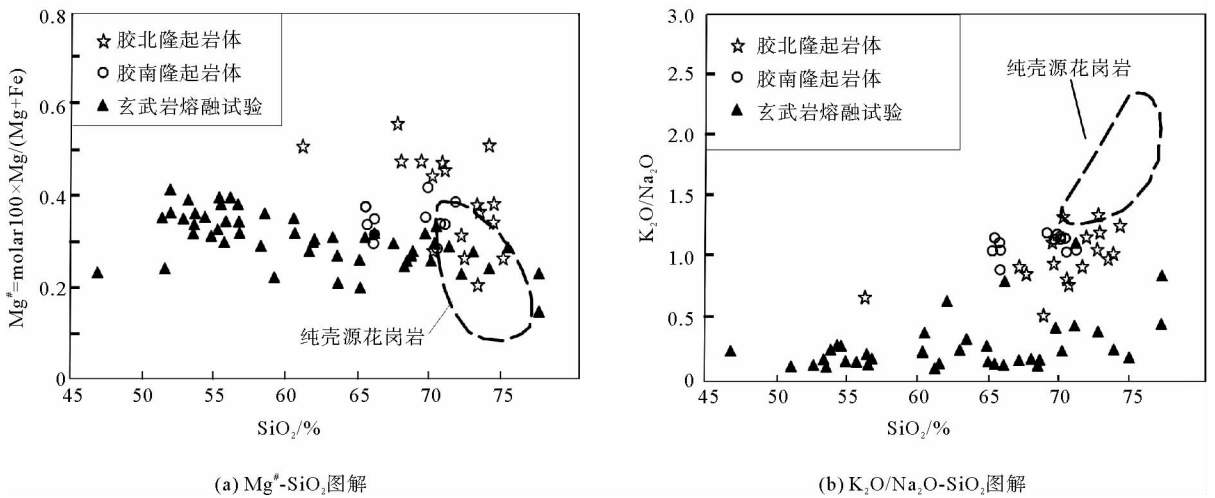 0.8
0.6
0.4
0.2
0
Mg#=molar100×Mg/(Mg+Fe)
胶北隆起岩体
胶南隆起岩体
玄武岩熔融试验
纯壳源花岗岩
45 50 55 60 65 70 75
SiO₂/%
(a) Mg#-SiO₂图解
3.0
2.5
2.0
1.5
1.0
0.5
0
K₂O/Na₂O
胶北隆起岩体
胶南隆起岩体
玄武岩熔融试验
纯壳源花岗岩
45 50 55 60 65 70 75
SiO₂/%
(b) K₂O/Na₂O-SiO₂图解